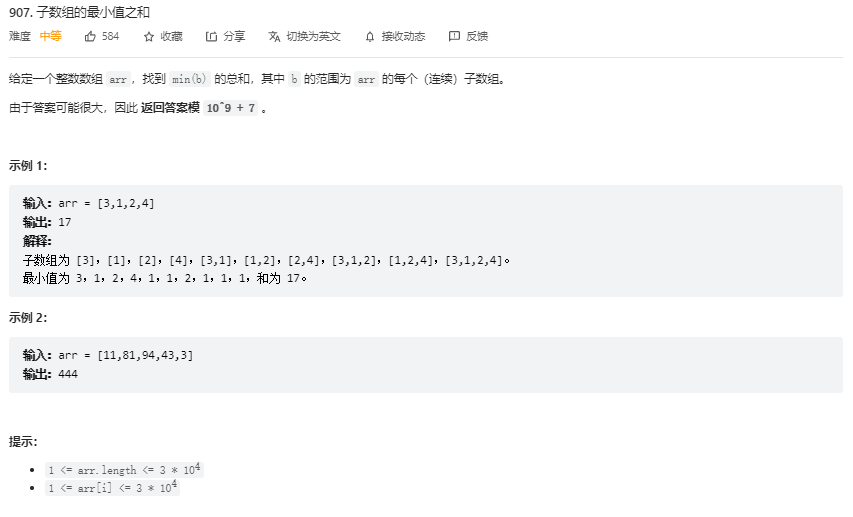 907. 子数组的最小值之和
难度 中等 584 收藏 分享 切换为英文 接收动态 反馈
给定一个整数数组 arr，找到 min(b) 的总和，其中 b 的范围为 arr 的每个（连续）子数组。
由于答案可能很大，因此 返回答案模 10^9 + 7 。
示例 1：
输入：arr = [3,1,2,4]
输出：17
解释：
子数组为 [3]，[1]，[2]，[4]，[3,1]，[1,2]，[2,4]，[3,1,2]，[1,2,4]，[3,1,2,4]。
最小值为 3，1，2，4，1，1，2，1，1，1，和为 17。
示例 2：
输入：arr = [11,81,94,43,3]
输出：444
提示：
1 <= arr.length <= 3 * 10⁴
1 <= arr[i] <= 3 * 10⁴